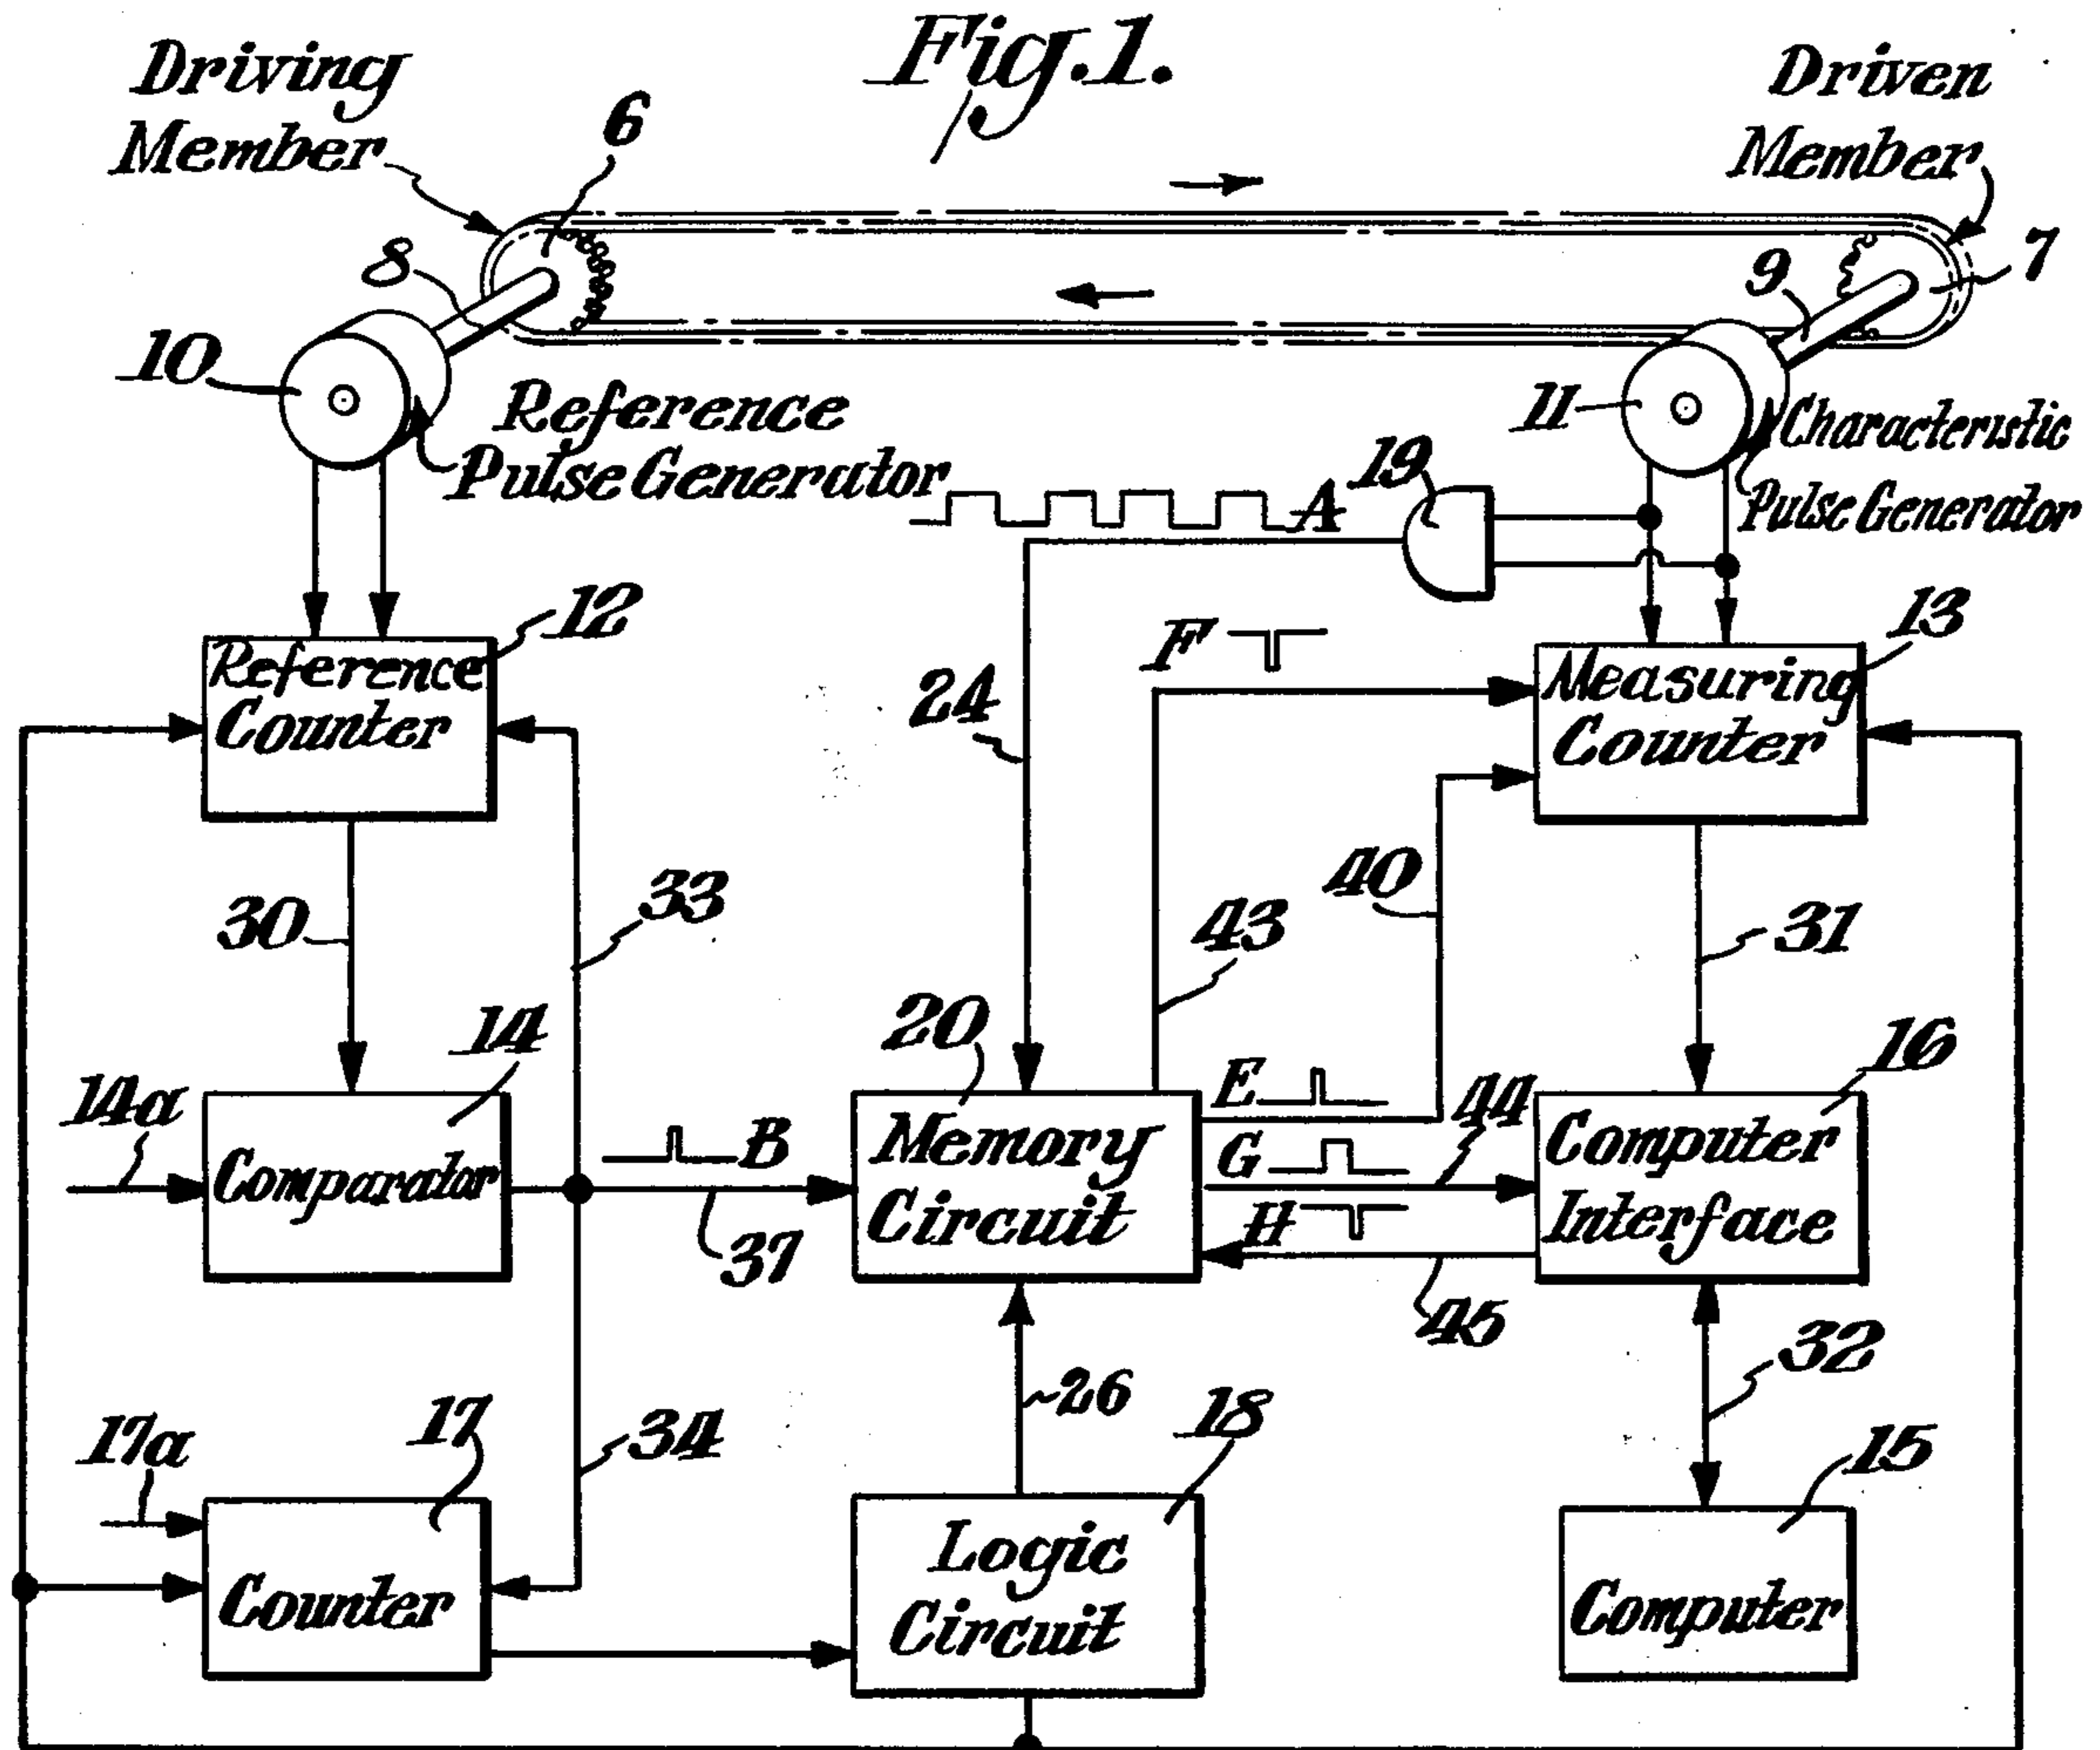 Fig.1.
Driving
Member
6
Driven
Member
8
9
7
10
Reference
Pulse Generator
11
Characteristic
Pulse Generator
A
19
12
Reference
Counter
24
F
13
Measuring
Counter
30
33
43
40
31
14
14a
Comparator
B
37
20
Memory
Circuit
E
G
H
44
45
16
Computer
Interface
32
17a
17
Counter
34
26
18
Logic
Circuit
15
Computer